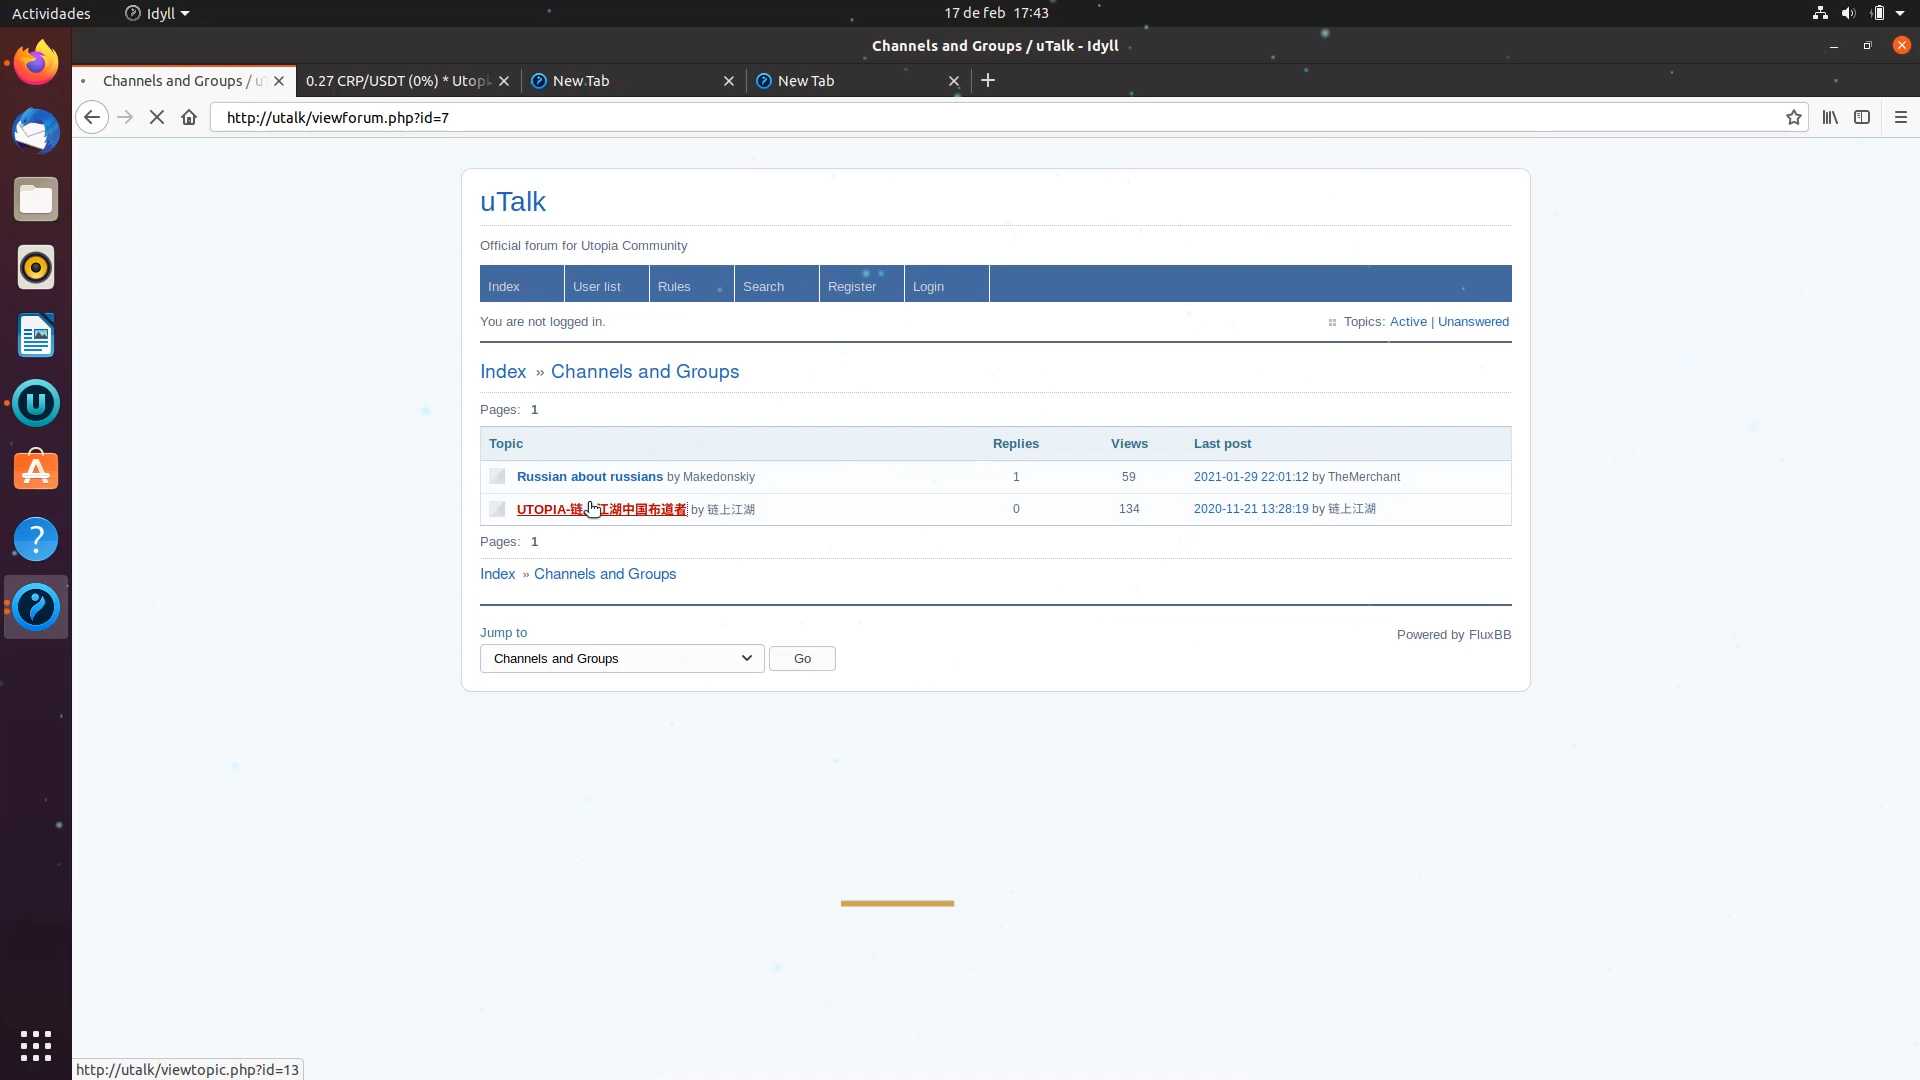 Actividades Idyll 17 de feb 17:43
Channels and Groups / uTalk - Idyll
Channels and Groups / u 0.27 CRP/USDT (0%) * Utop New Tab New Tab
http://utalk/viewforum.php?id=7
uTalk
Official forum for Utopia Community
Index User list Rules Search Register Login
You are not logged in. Topics: Active | Unanswered
Index » Channels and Groups
Pages: 1
Topic Replies Views Last post
Russian about russians by Makedonskiy 1 59 2021-01-29 22:01:12 by TheMerchant
UTOPIA-链上江湖中国布道者 by 链上江湖 0 134 2020-11-21 13:28:19 by 链上江湖
Pages: 1
Index » Channels and Groups
Jump to
Powered by FluxBB
Channels and Groups Go
http://utalk/viewtopic.php?id=13